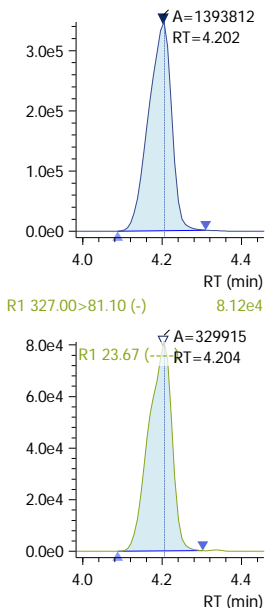 A=1393812
RT=4.202
3.0e5
2.0e5
1.0e5
0.0e0
4.0 4.2 4.4
RT (min)
R1 327.00>81.10 (-) 8.12e4
8.0e4 R1 23.67 (----) A=329915
RT=4.204
6.0e4
4.0e4
2.0e4
0.0e0
4.0 4.2 4.4
RT (min)